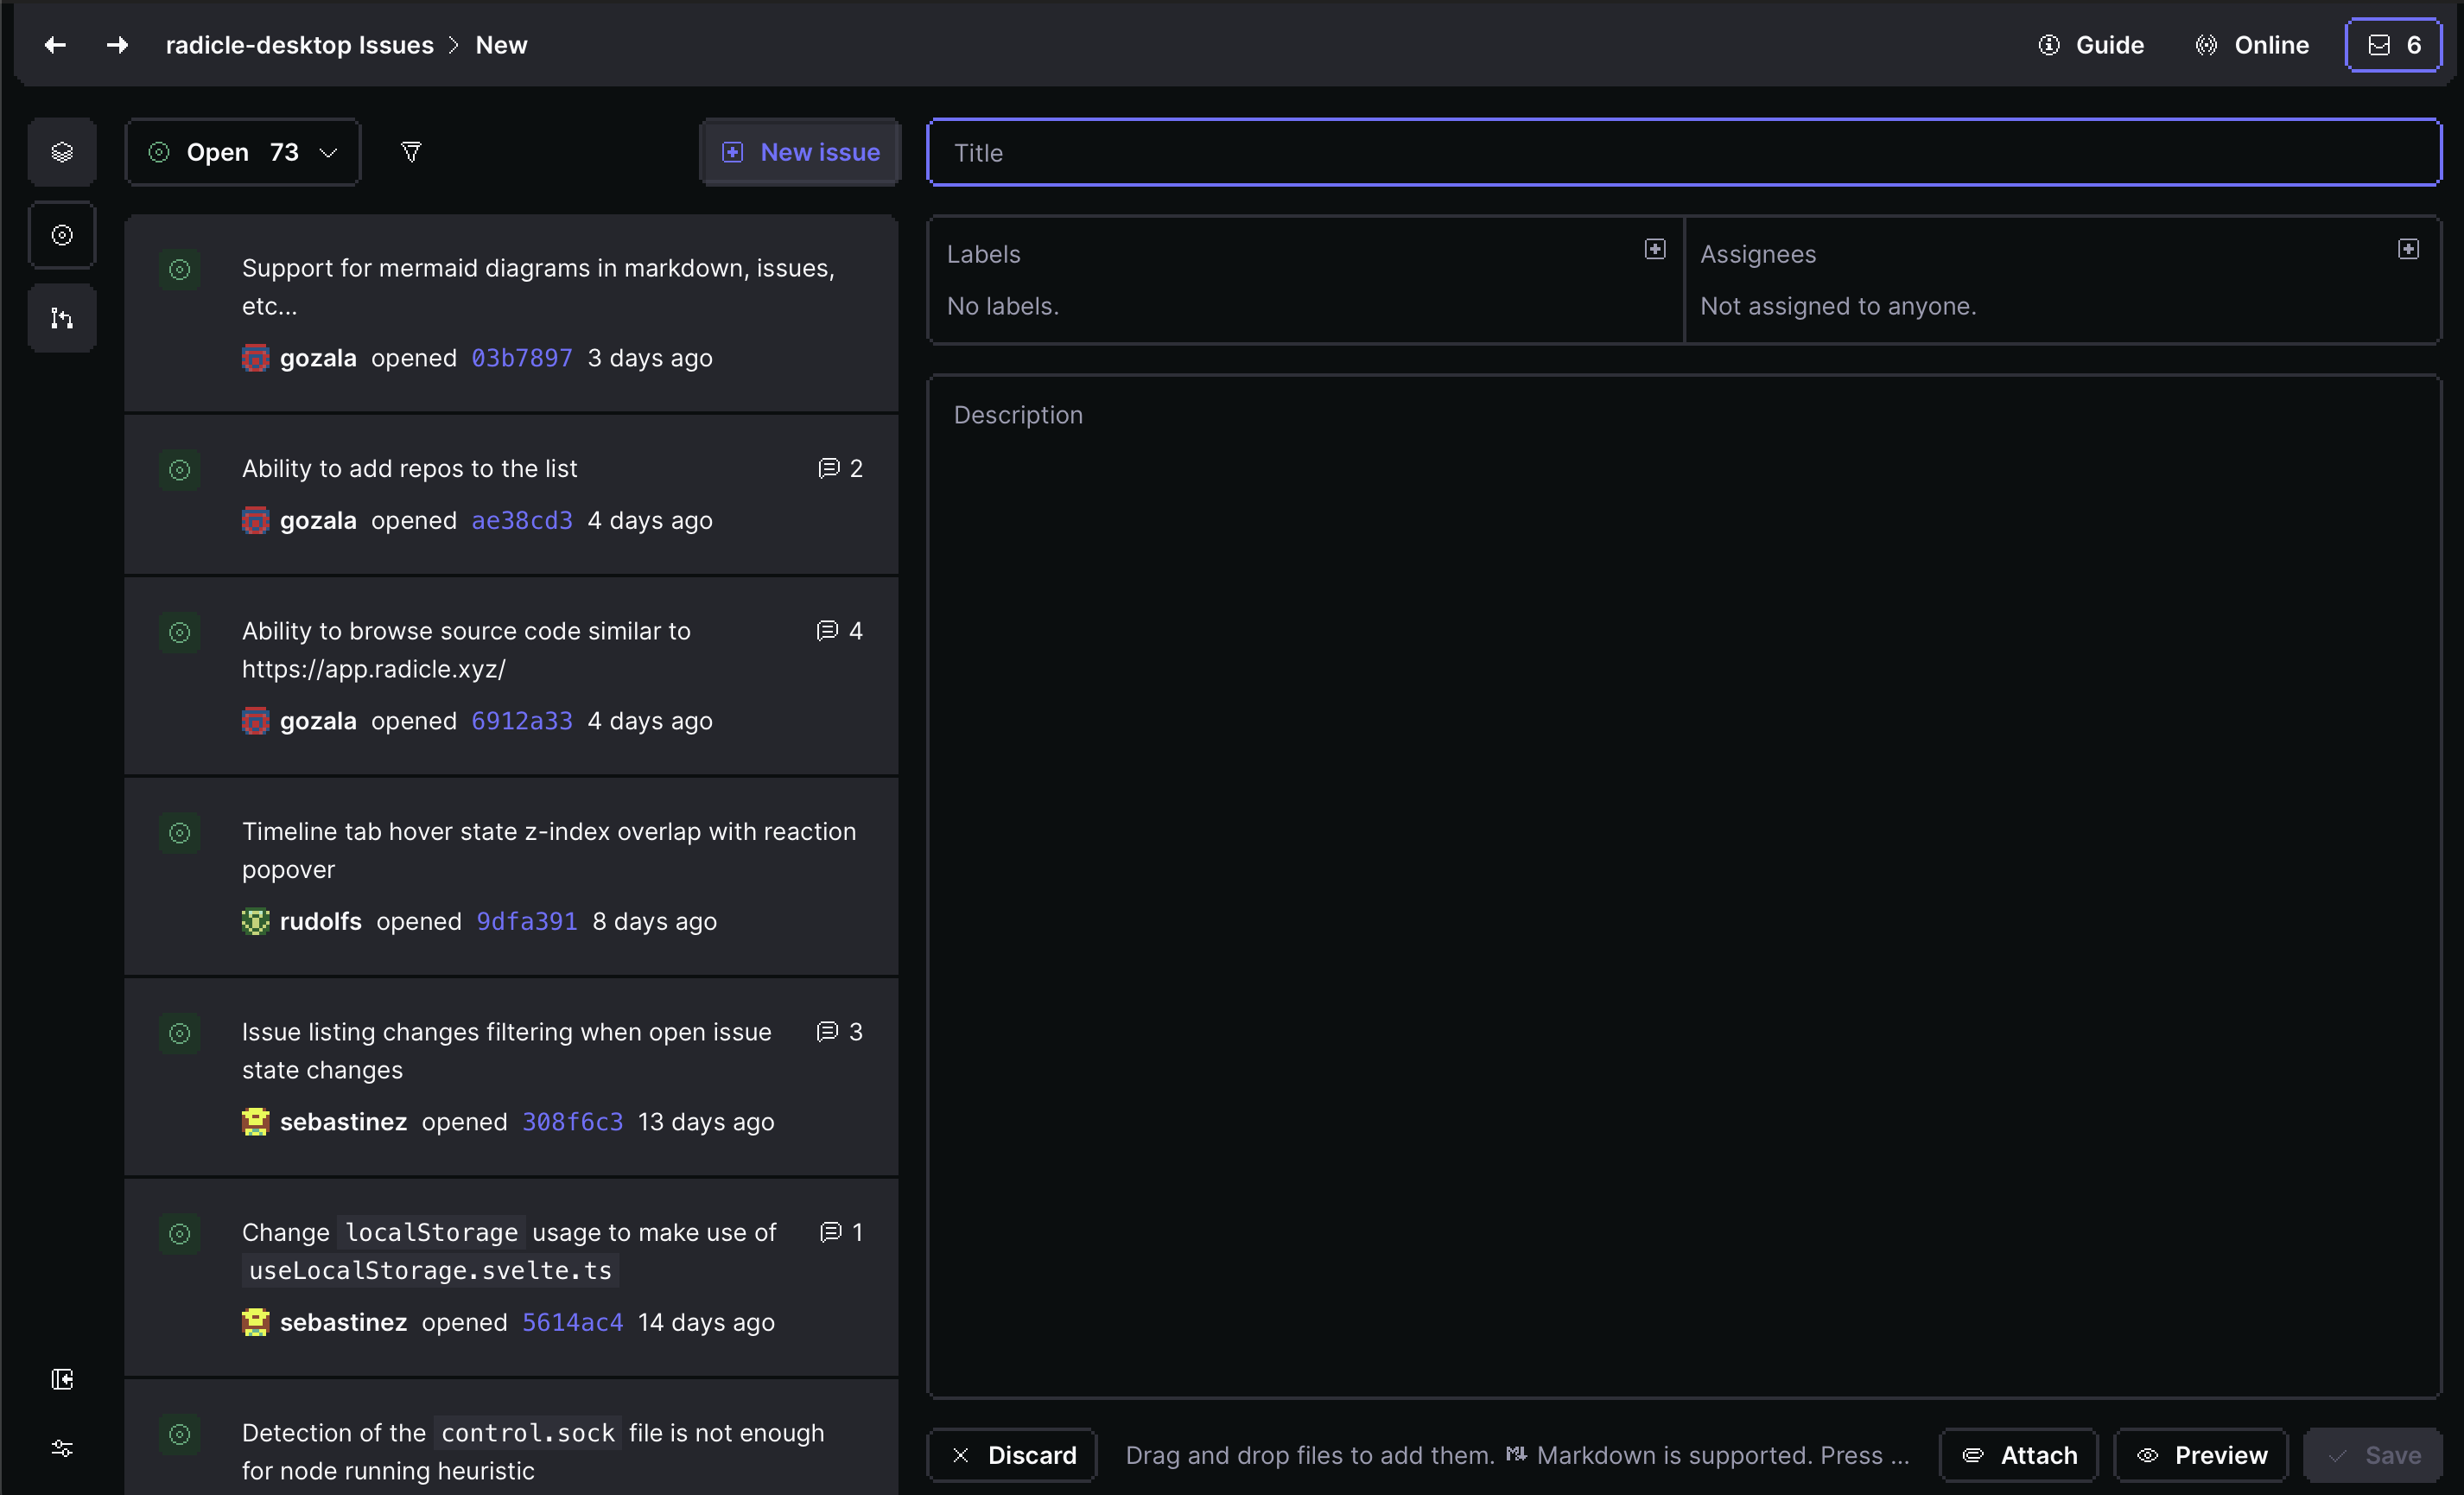 radicle-desktop Issues > New
Guide
Online
6
Open 73
New issue
Support for mermaid diagrams in markdown, issues,
etc...
gozala opened 03b7897 3 days ago
Ability to add repos to the list
2
gozala opened ae38cd3 4 days ago
Ability to browse source code similar to
4
https://app.radicle.xyz/
gozala opened 6912a33 4 days ago
Timeline tab hover state z-index overlap with reaction
popover
rudolfs opened 9dfa391 8 days ago
Issue listing changes filtering when open issue
3
state changes
sebastinez opened 308f6c3 13 days ago
Change localStorage usage to make use of
1
useLocalStorage.svelte.ts
sebastinez opened 5614ac4 14 days ago
Detection of the control.sock file is not enough
for node running heuristic
Title
Labels
No labels.
Assignees
Not assigned to anyone.
Description
Discard
Drag and drop files to add them. Markdown is supported. Press ...
Attach
Preview
Save